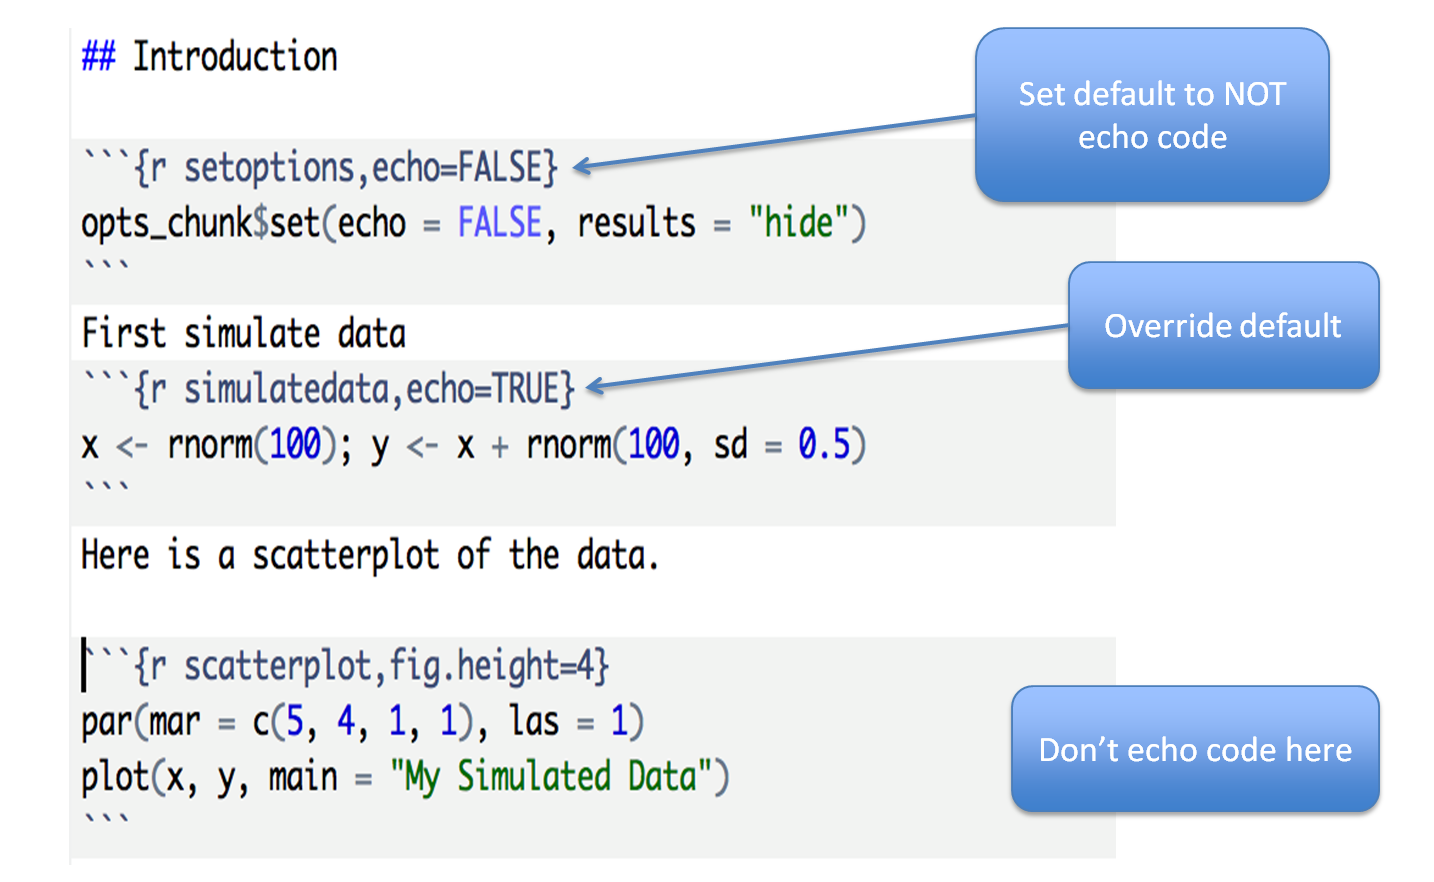 ## Introduction
Set default to NOT
echo code
```{r setoptions,echo=FALSE}
opts_chunk$set(echo = FALSE, results = "hide")
```
Override default
First simulate data
```{r simulatedata,echo=TRUE}
x <- rnorm(100); y <- x + rnorm(100, sd = 0.5)
```
Here is a scatterplot of the data.
```{r scatterplot,fig.height=4}
par(mar = c(5, 4, 1, 1), las = 1)
Don’t echo code here
plot(x, y, main = "My Simulated Data")
```